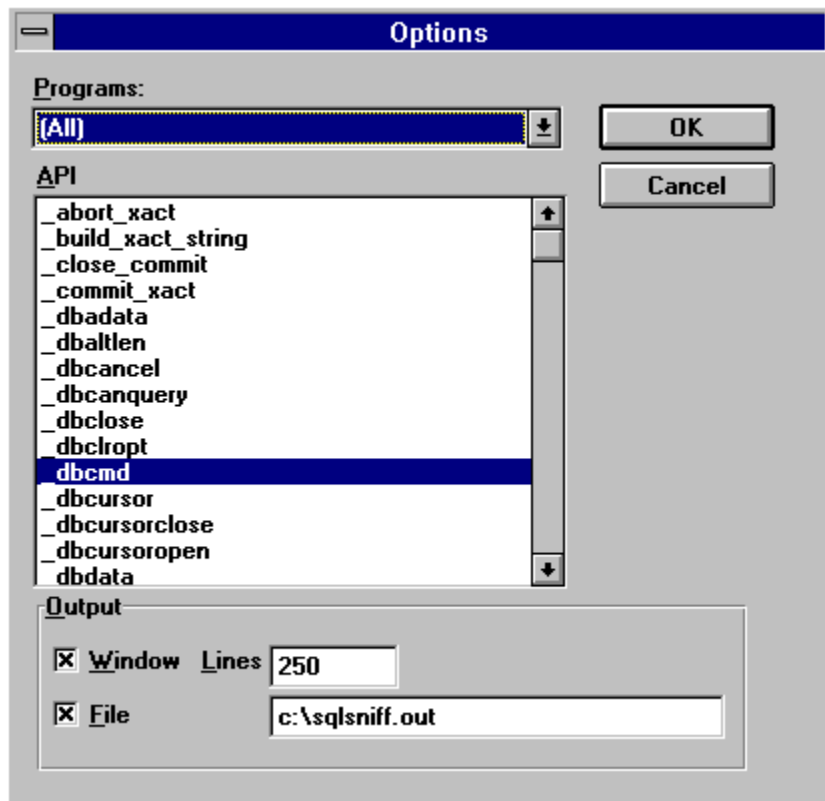 Options
Programs:
(All)
OK
API
Cancel
_abort_xact
_build_xact_string
_close_commit
_commit_xact
_dbadata
_dbaltlen
_dbcancel
_dbcanquery
_dbclose
_dbclropt
_dbcmd
_dbcursor
_dbcursorclose
_dbcursoropen
_dbdata
Output
Window Lines 250
File c:\sqlsniff.out